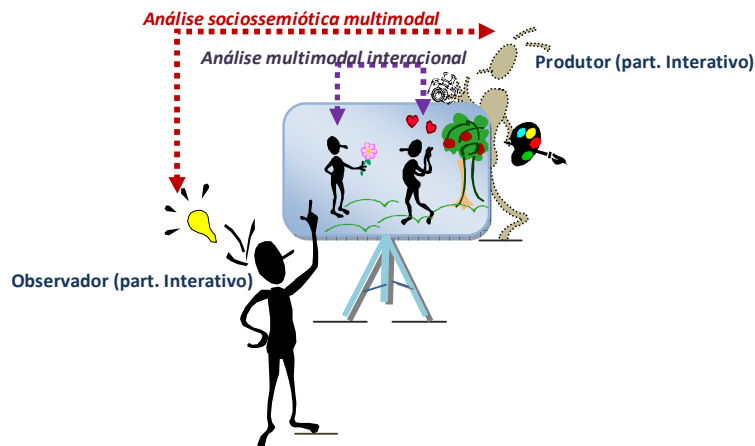 Análise sociossemiótica multimodal
Análise multimodal interacional
Produtor (part. Interativo)
Observador (part. Interativo)